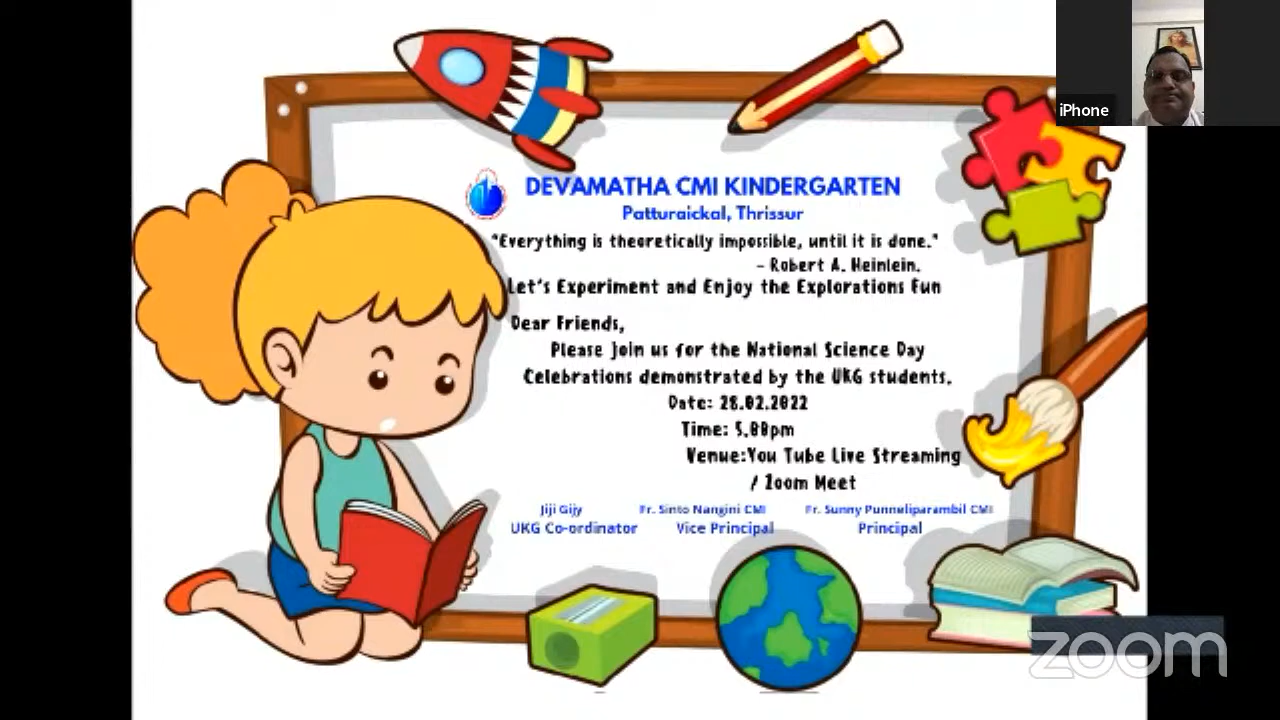 iPhone
DEVAMATHA CMI KINDERGARTEN
Patturaickal, Thrissur
"Everything is theoretically impossible, until it is done."
- Robert A. Heinlein.
Let's Experiment and Enjoy the Explorations Fun
Dear Friends,
Please join us for the National Science Day
Celebrations demonstrated by the UKG students.
Date: 28.02.2022
Time: 5.00pm
Venue:You Tube Live Streaming
/ Zoom Meet
Jiji Gijy Fr. Sinto Nangini CMI Fr. Sunny Punneliparambil CMI
UKG Co-ordinator Vice Principal Principal
zoom